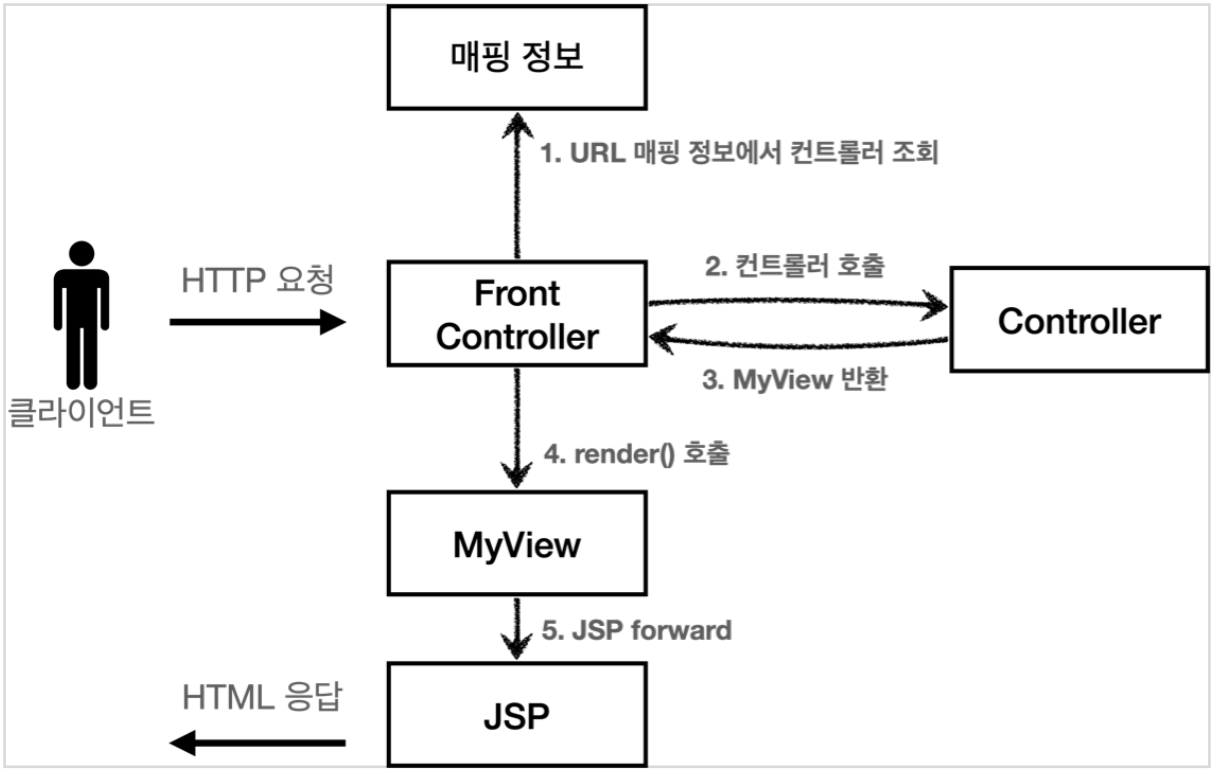 매핑 정보
1. URL 매핑 정보에서 컨트롤러 조회
HTTP 요청
클라이언트
Front
Controller
2. 컨트롤러 호출
Controller
3. MyView 반환
4. render() 호출
MyView
5. JSP forward
HTML 응답
JSP